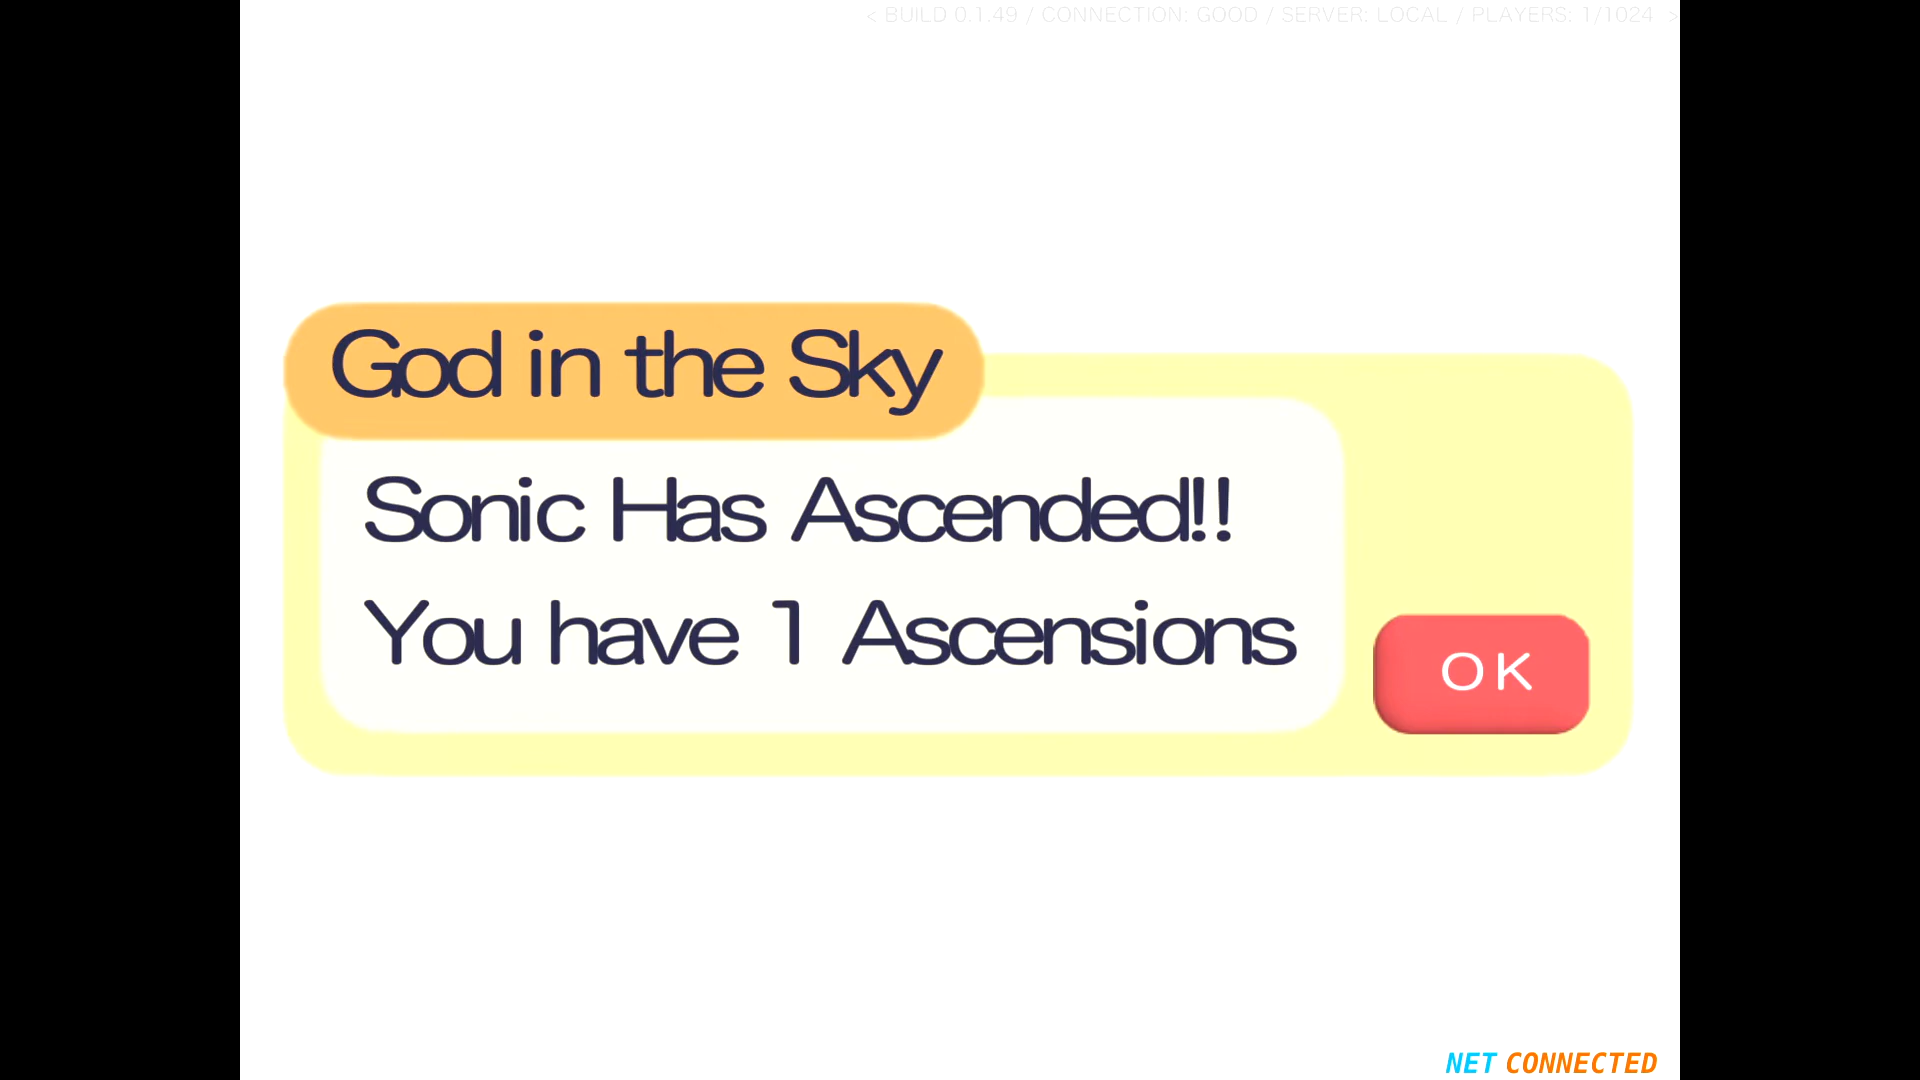 < BUILD 0.1.49 / CONNECTION: GOOD / SERVER: LOCAL / PLAYERS: 1/1024 >
God in the Sky
Sonic Has Ascended!!
You have 1 Ascensions
OK
NET CONNECTED